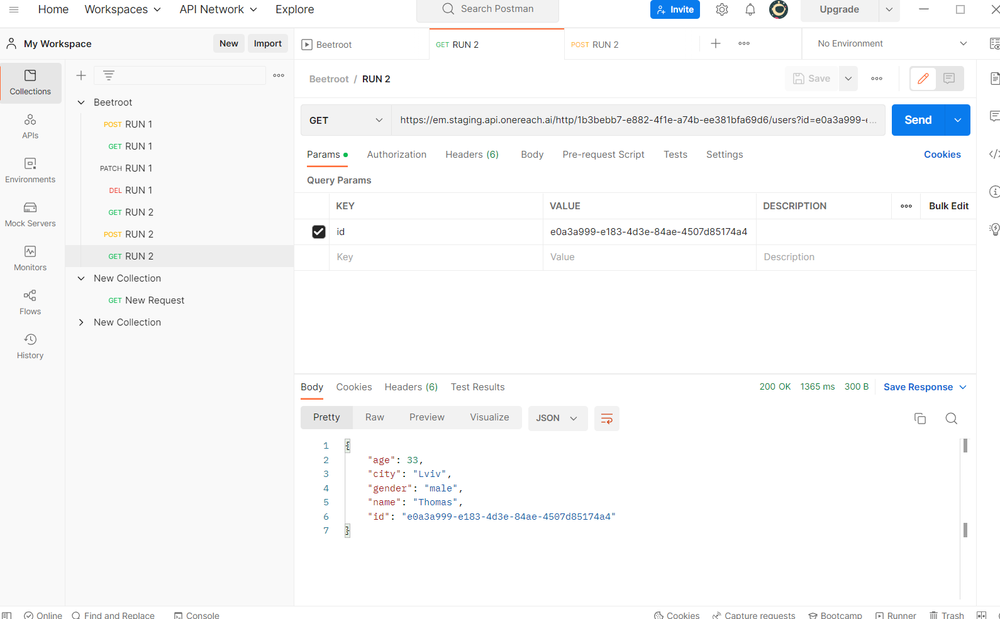 Home Workspaces API Network Explore Search Postman Invite Upgrade
My Workspace New Import Beetroot GET RUN 2 POST RUN 2 No Environment
Collections
APIs
Environments
Mock Servers
Monitors
Flows
History
Beetroot
POST RUN 1
GET RUN 1
PATCH RUN 1
DEL RUN 1
GET RUN 2
POST RUN 2
GET RUN 2
New Collection
GET New Request
New Collection
Beetroot / RUN 2 Save
GET https://em.staging.api.onereach.ai/http/1b3bebb7-e882-4f1e-a74b-ee381bfa69d6/users?id=e0a3a999-e... Send
Params Authorization Headers (6) Body Pre-request Script Tests Settings Cookies
Query Params
KEY VALUE DESCRIPTION Bulk Edit
id e0a3a999-e183-4d3e-84ae-4507d85174a4
Key Value Description
Body Cookies Headers (6) Test Results 200 OK 1365 ms 300 B Save Response
Pretty Raw Preview Visualize JSON
1 {
2 "age": 33,
3 "city": "Lviv",
4 "gender": "male",
5 "name": "Thomas",
6 "id": "e0a3a999-e183-4d3e-84ae-4507d85174a4"
7 }
Online Find and Replace Console Cookies Capture requests Bootcamp Runner Trash